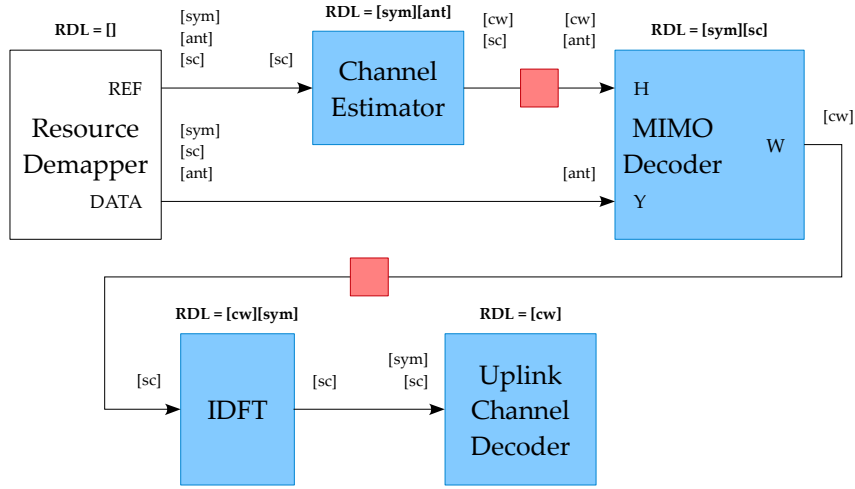 RDL = []
[sym]
[ant]
[sc]
[sc]
RDL = [sym][ant]
[cw]
[sc]
[cw]
[ant]
RDL = [sym][sc]
REF
Resource
Demapper
DATA
Channel
Estimator
H
MIMO
Decoder
W
Y
[cw]
[sym]
[sc]
[ant]
[ant]
RDL = [cw][sym]
RDL = [cw]
[sc]
IDFT
[sc]
[sym]
[sc]
Uplink
Channel
Decoder